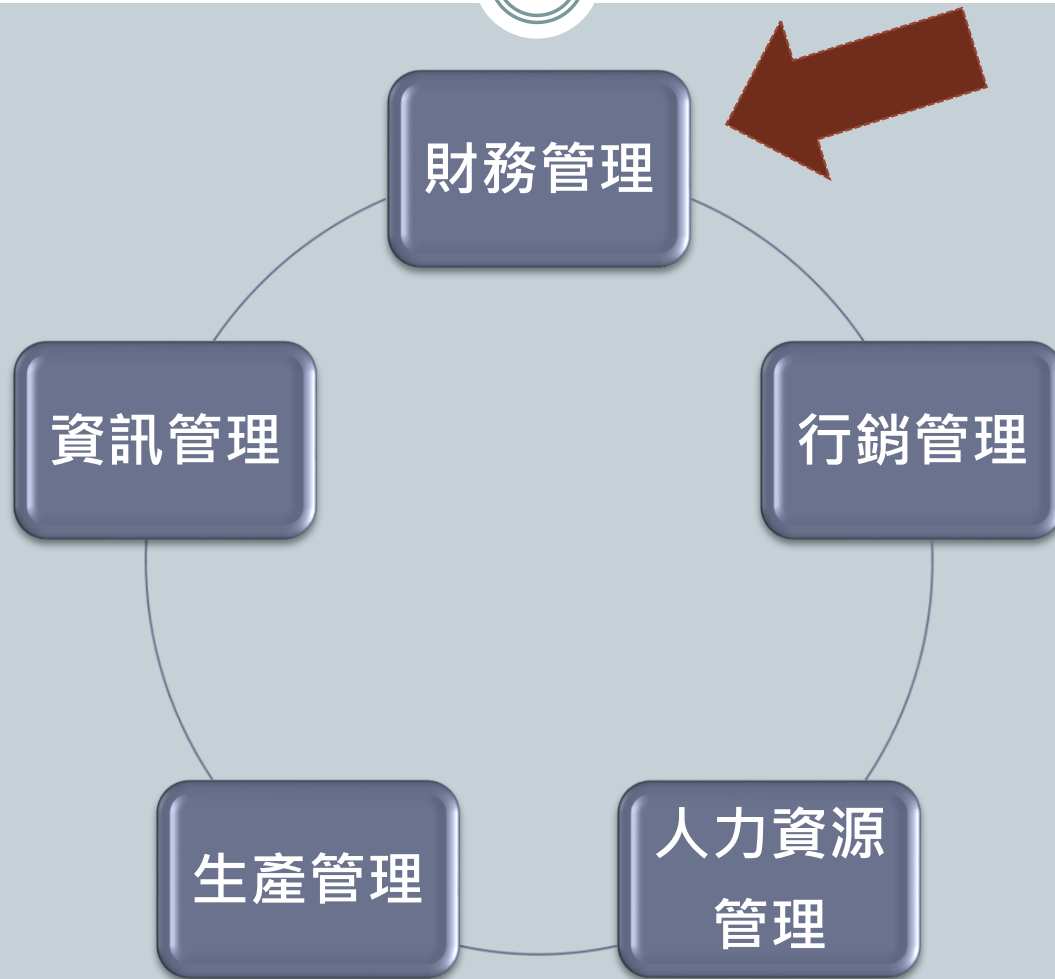 財務管理
資訊管理
行銷管理
生產管理
人力資源
管理